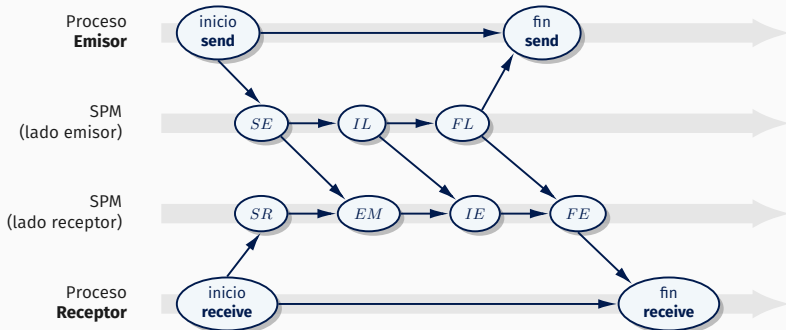 Proceso
Emisor
inicio
send
fin
send
SPM
(lado emisor)
SE
IL
FL
SPM
(lado receptor)
SR
EM
IE
FE
Proceso
Receptor
inicio
receive
fin
receive